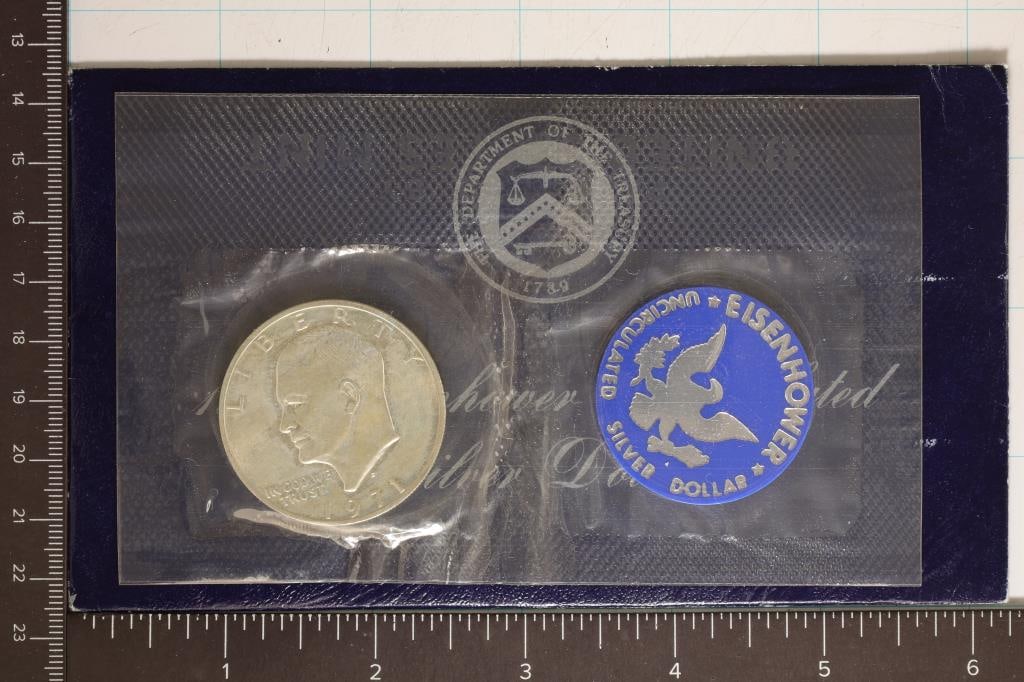 13
14
15
16
17
18
19
20
21
22
23
THE DEPARTMENT OF THE TREASURY
1789
LIBERTY
IN GOD WE
TRUST
1971
EISENHOWER
UNCIRCULATED
SILVER DOLLAR
1 2 3 4 5 6